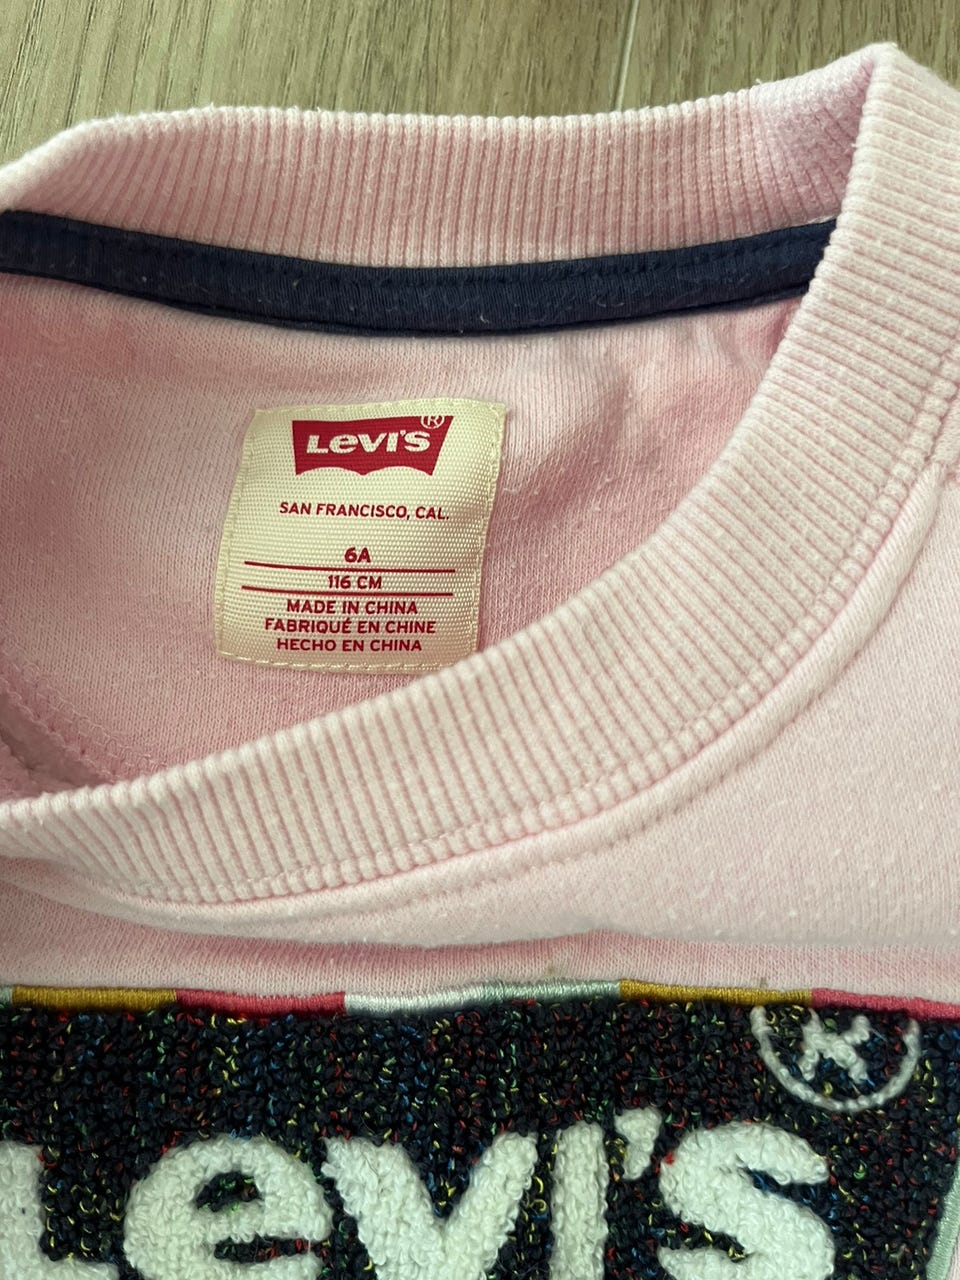 Levi's®
SAN FRANCISCO, CAL.
6A
116 CM
MADE IN CHINA
FABRIQUÉ EN CHINE
HECHO EN CHINA
R
Levi's